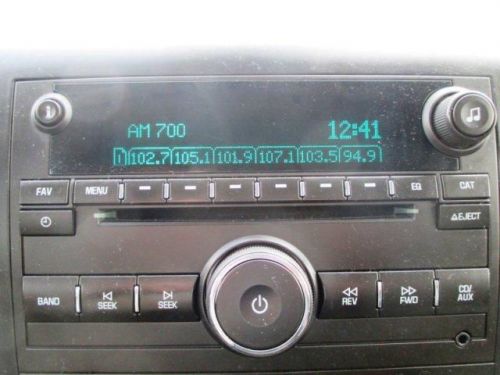 AM 700 12:41
1 102.7 105.1 101.9 107.1 103.5 94.9
FAV MENU EQ CAT
EJECT
BAND SEEK SEEK REV FWD CD/AUX